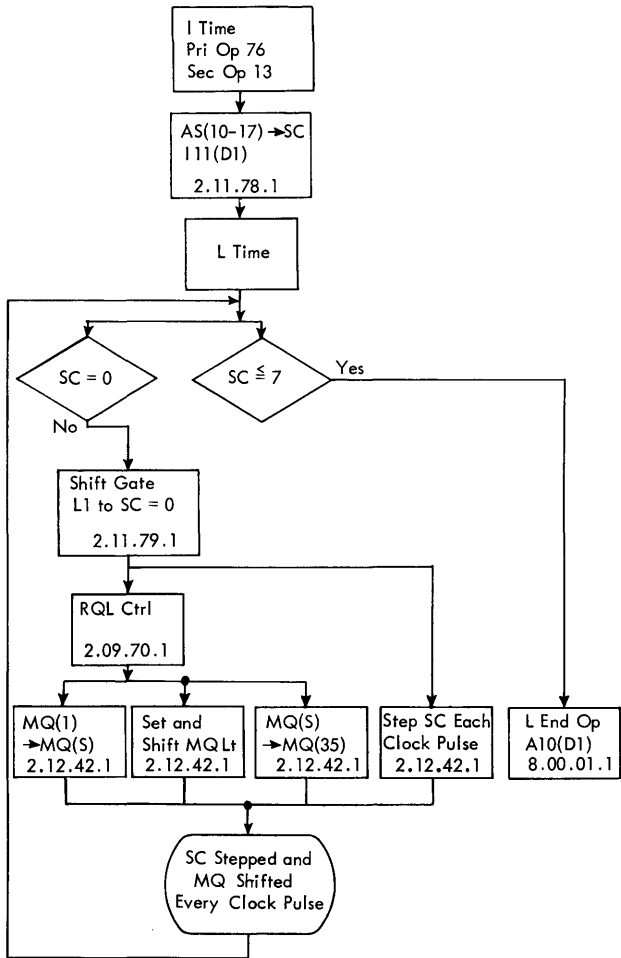 I Time
Pri Op 76
Sec Op 13
AS(10-17)→SC
I11(D1)
2.11.78.1
L Time
SC = 0
SC ≦ 7
Yes
No
Shift Gate
L1 to SC = 0
2.11.79.1
RQL Ctrl
2.09.70.1
MQ(1)
→MQ(S)
2.12.42.1
Set and
Shift MQ Lt
2.12.42.1
MQ(S)
→MQ(35)
2.12.42.1
Step SC Each
Clock Pulse
2.12.42.1
L End Op
A10(D1)
8.00.01.1
SC Stepped and
MQ Shifted
Every Clock Pulse